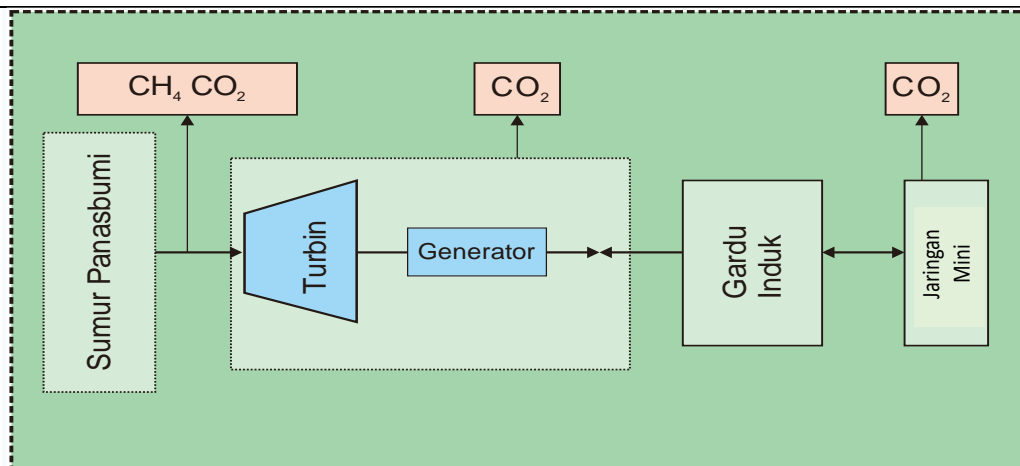 CH₄ CO₂
CO₂
CO₂
Sumur Panasbumi
Turbin
Generator
Gardu
Induk
Jaringan
Mini